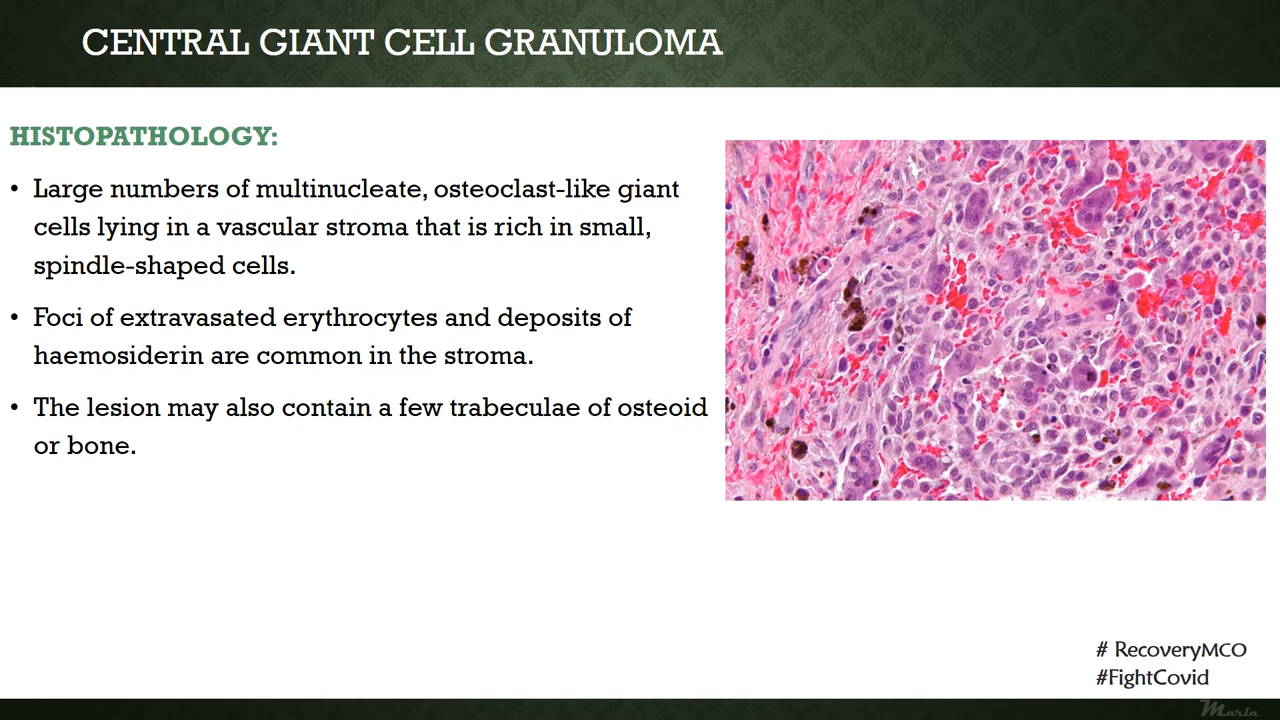 CENTRAL GIANT CELL GRANULOMA
HISTOPATHOLOGY:
• Large numbers of multinucleate, osteoclast-like giant
cells lying in a vascular stroma that is rich in small,
spindle-shaped cells.
• Foci of extravasated erythrocytes and deposits of
haemosiderin are common in the stroma.
• The lesion may also contain a few trabeculae of osteoid
or bone.
# RecoveryMCO
#FightCovid
Marla